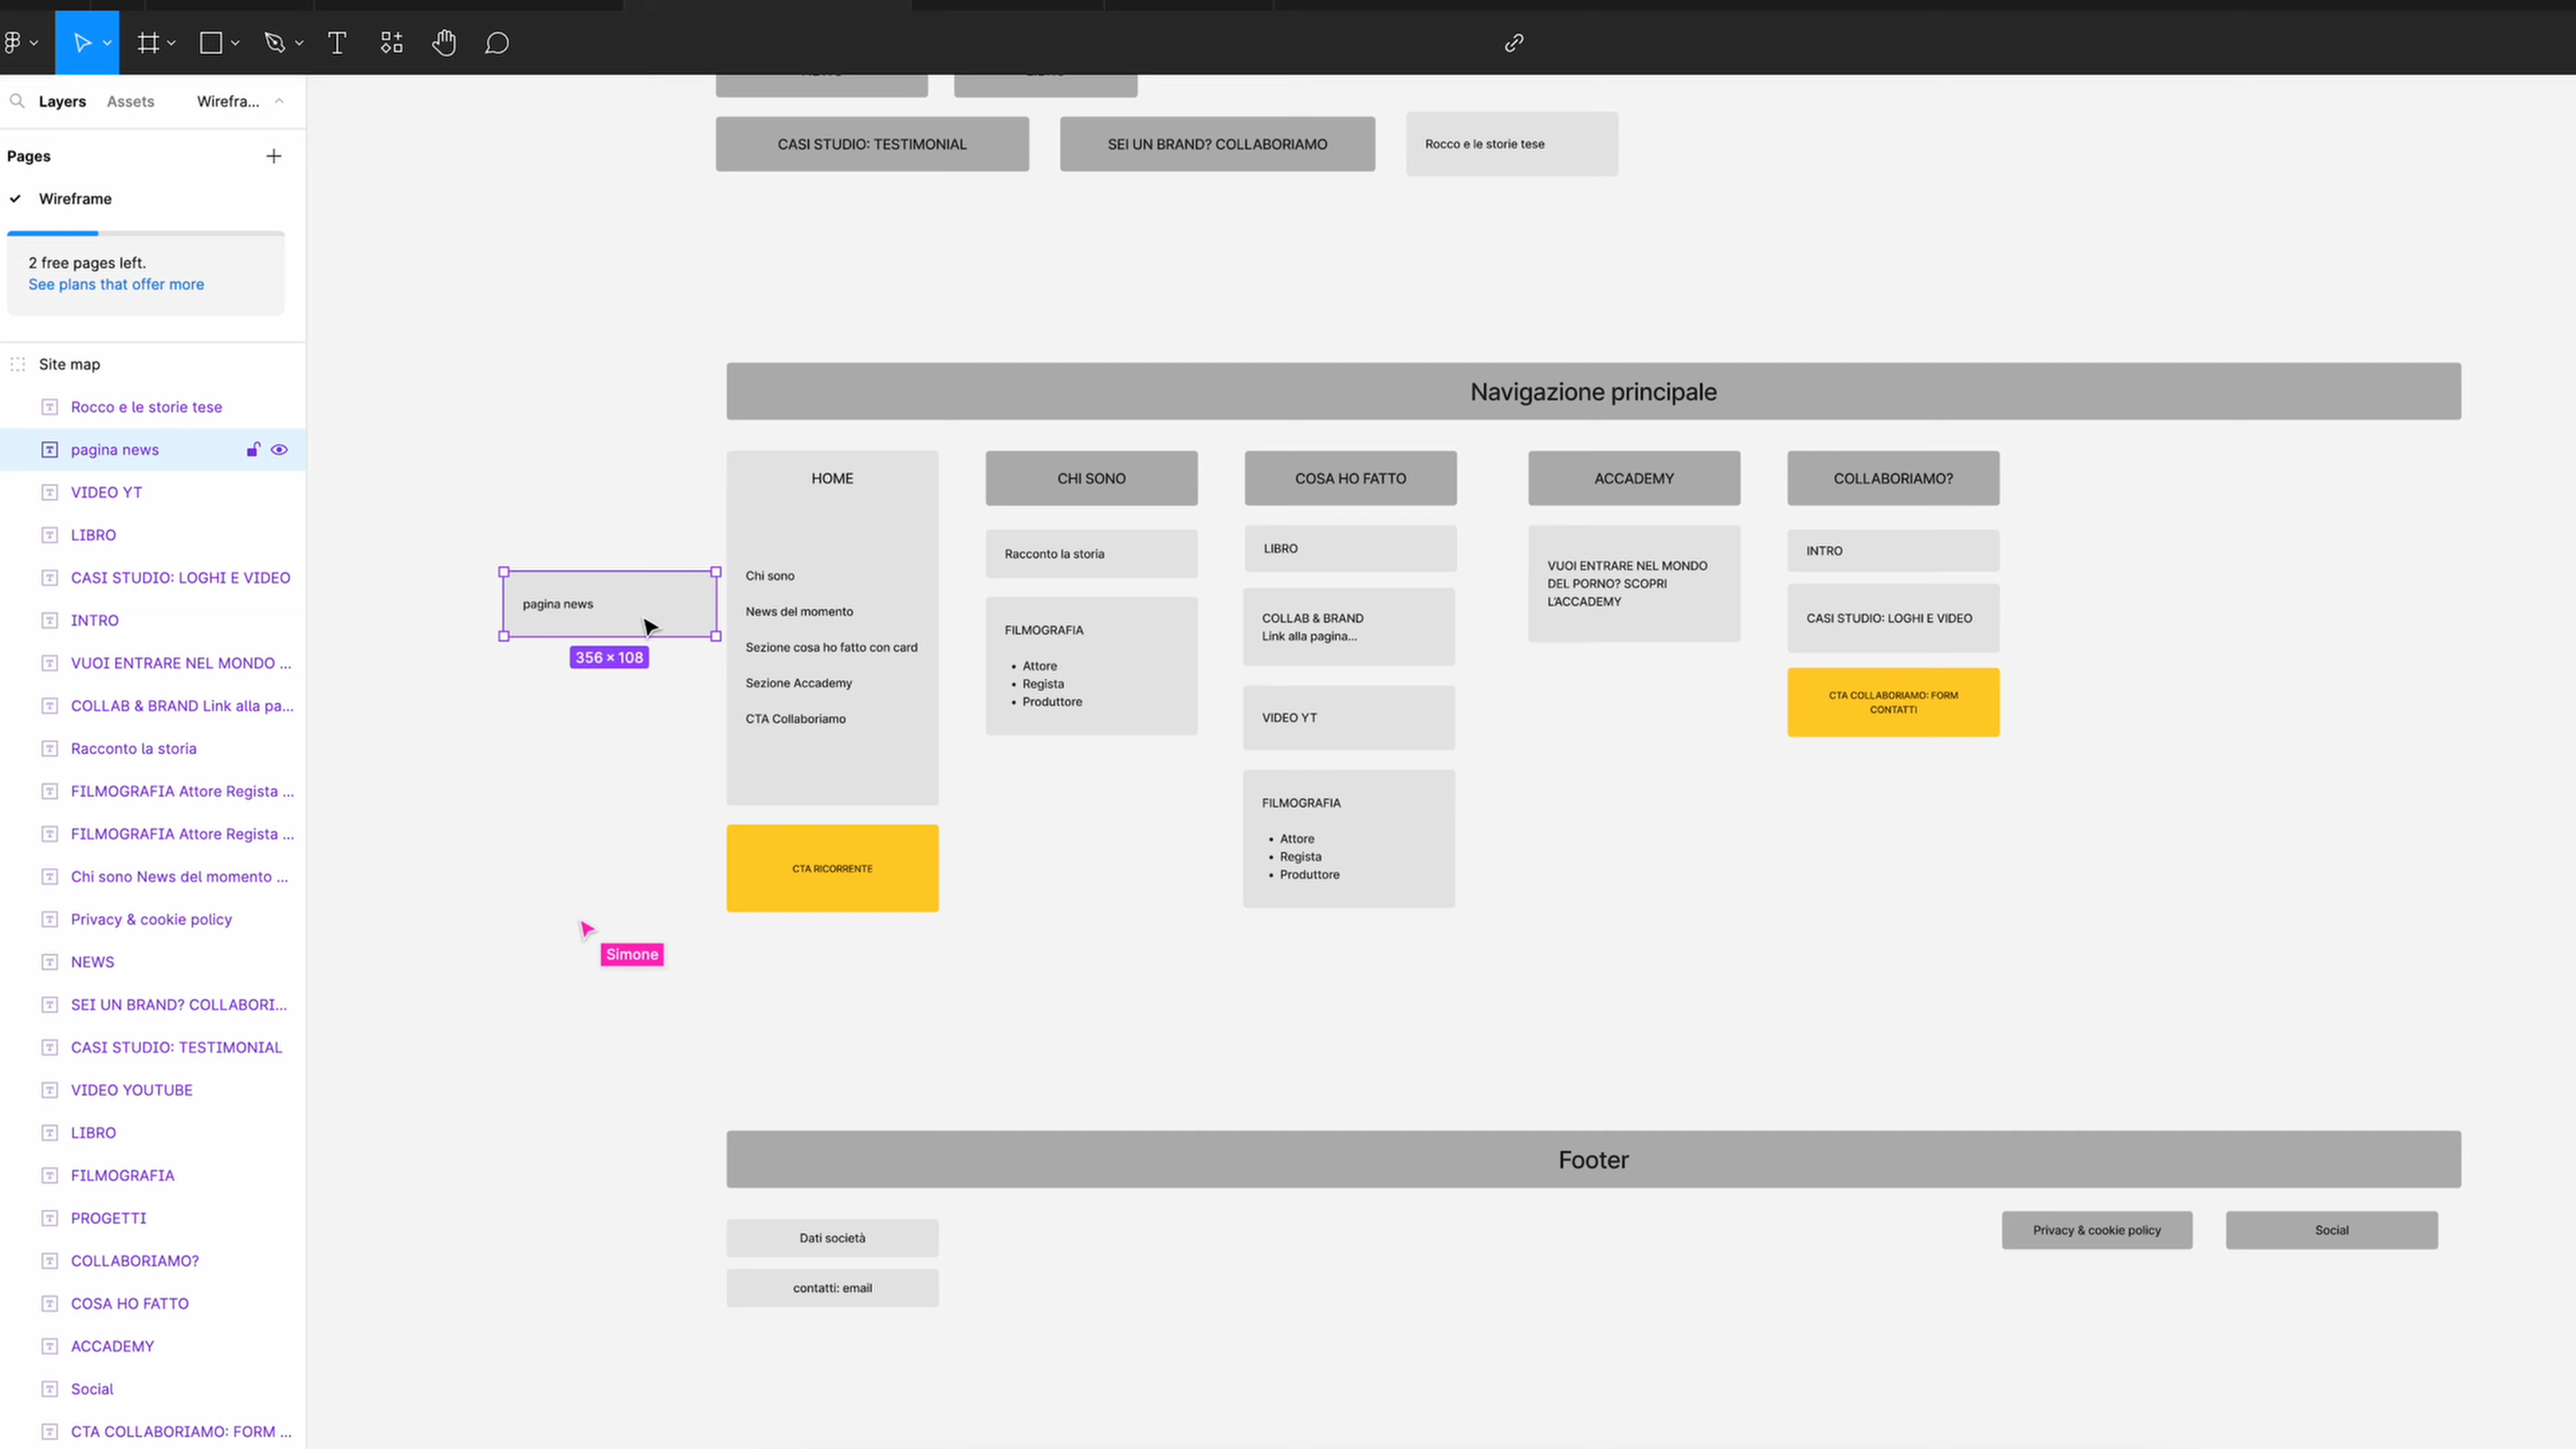 Layers
Assets
Wirefra...
Pages
Wireframe
2 free pages left.
See plans that offer more
Site map
Rocco e le storie tese
pagina news
VIDEO YT
LIBRO
CASI STUDIO: LOGHI E VIDEO
INTRO
VUOI ENTRARE NEL MONDO ...
COLLAB & BRAND Link alla pa...
Racconto la storia
FILMOGRAFIA Attore Regista ...
FILMOGRAFIA Attore Regista ...
Chi sono News del momento ...
Privacy & cookie policy
NEWS
SEI UN BRAND? COLLABORI...
CASI STUDIO: TESTIMONIAL
VIDEO YOUTUBE
LIBRO
FILMOGRAFIA
PROGETTI
COLLABORIAMO?
COSA HO FATTO
ACCADEMY
Social
CTA COLLABORIAMO: FORM ...
CASI STUDIO: TESTIMONIAL
SEI UN BRAND? COLLABORIAMO
Rocco e le storie tese
Navigazione principale
pagina news
356 × 108
Simone
HOME
Chi sono
News del momento
Sezione cosa ho fatto con card
Sezione Accademy
CTA Collaboriamo
CTA RICORRENTE
CHI SONO
Racconto la storia
FILMOGRAFIA
• Attore
• Regista
• Produttore
COSA HO FATTO
LIBRO
COLLAB & BRAND
Link alla pagina...
VIDEO YT
FILMOGRAFIA
• Attore
• Regista
• Produttore
ACCADEMY
VUOI ENTRARE NEL MONDO
DEL PORNO? SCOPRI
L'ACCADEMY
COLLABORIAMO?
INTRO
CASI STUDIO: LOGHI E VIDEO
CTA COLLABORIAMO: FORM
CONTATTI
Footer
Dati società
contatti: email
Privacy & cookie policy
Social